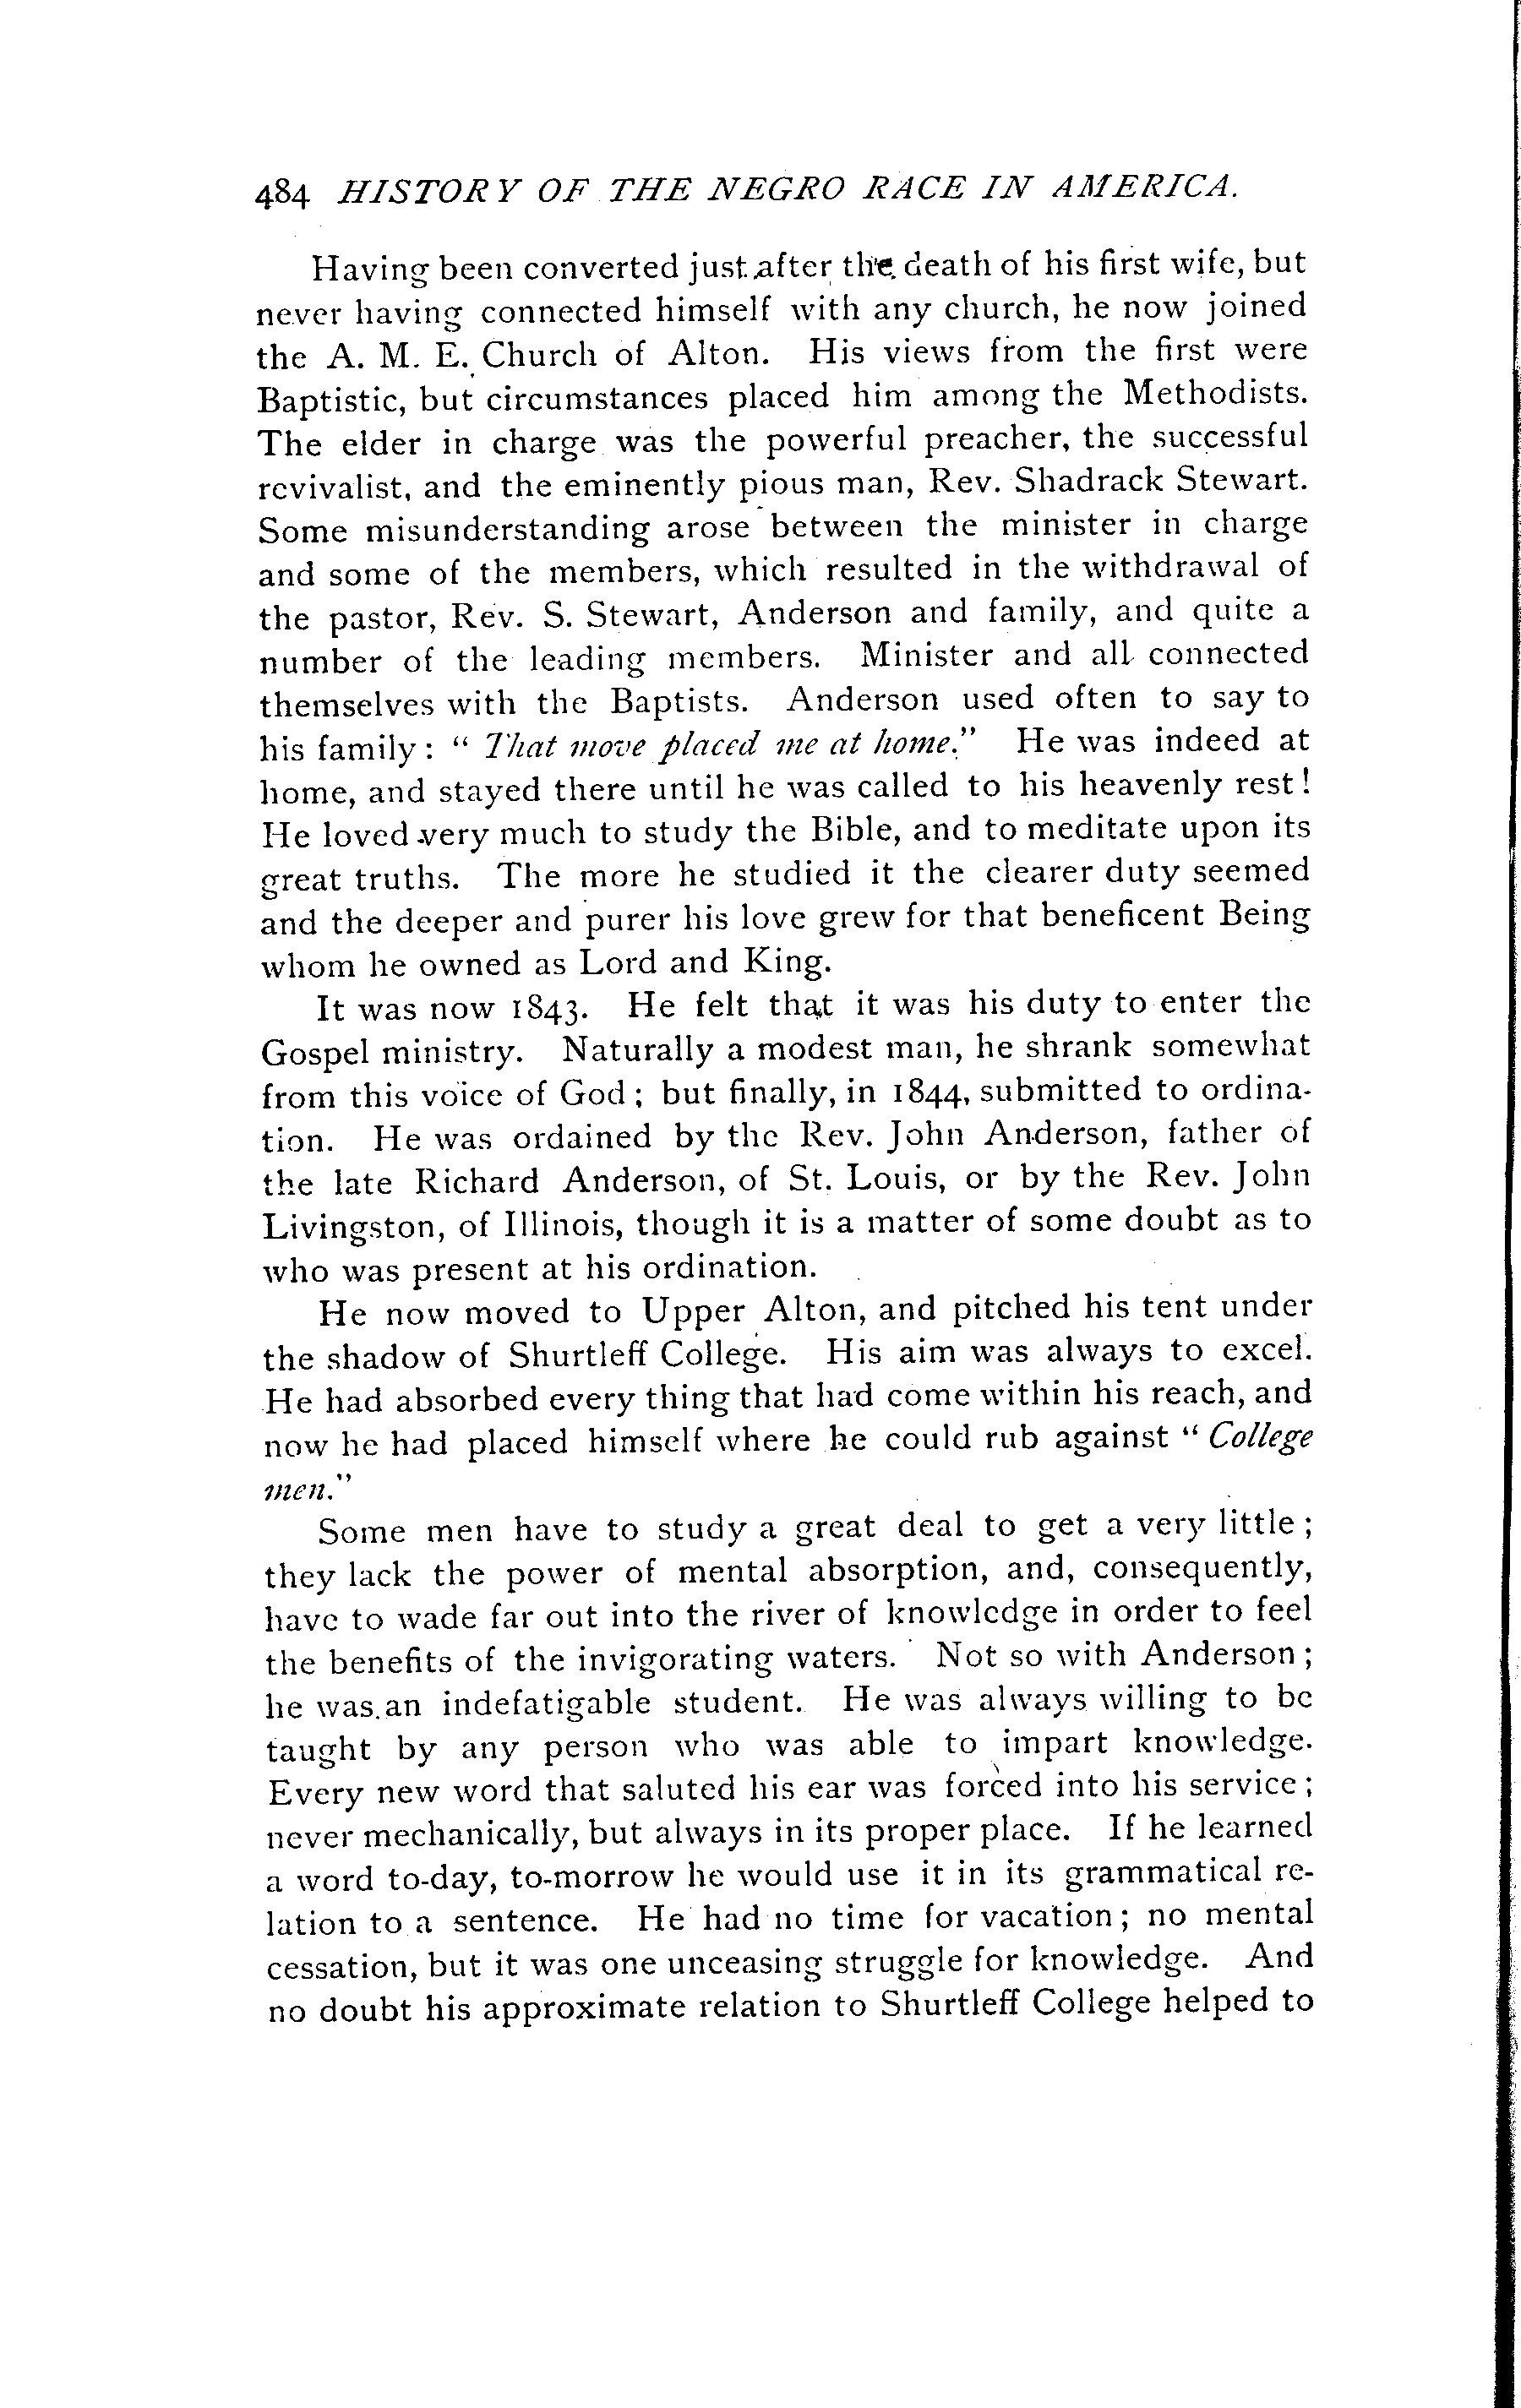 484 HISTORY OF THE NEGRO RACE IN AMERICA.
Having been converted just after the death of his first wife, but
never having connected himself with any church, he now joined
the A. M. E. Church of Alton. His views from the first were
Baptistic, but circumstances placed him among the Methodists.
The elder in charge was the powerful preacher, the successful
revivalist, and the eminently pious man, Rev. Shadrack Stewart.
Some misunderstanding arose between the minister in charge
and some of the members, which resulted in the withdrawal of
the pastor, Rev. S. Stewart, Anderson and family, and quite a
number of the leading members. Minister and all connected
themselves with the Baptists. Anderson used often to say to
his family: " That move placed me at home." He was indeed at
home, and stayed there until he was called to his heavenly rest!
He loved very much to study the Bible, and to meditate upon its
great truths. The more he studied it the clearer duty seemed
and the deeper and purer his love grew for that beneficent Being
whom he owned as Lord and King.
It was now 1843. He felt that it was his duty to enter the
Gospel ministry. Naturally a modest man, he shrank somewhat
from this voice of God; but finally, in 1844, submitted to ordina-
tion. He was ordained by the Rev. John Anderson, father of
the late Richard Anderson, of St. Louis, or by the Rev. John
Livingston, of Illinois, though it is a matter of some doubt as to
who was present at his ordination.
He now moved to Upper Alton, and pitched his tent under
the shadow of Shurtleff College. His aim was always to excel.
He had absorbed every thing that had come within his reach, and
now he had placed himself where he could rub against " College
men."
Some men have to study a great deal to get a very little;
they lack the power of mental absorption, and, consequently,
have to wade far out into the river of knowledge in order to feel
the benefits of the invigorating waters. Not so with Anderson;
he was an indefatigable student. He was always willing to be
taught by any person who was able to impart knowledge.
Every new word that saluted his ear was forced into his service;
never mechanically, but always in its proper place. If he learned
a word to-day, to-morrow he would use it in its grammatical re-
lation to a sentence. He had no time for vacation; no mental
cessation, but it was one unceasing struggle for knowledge. And
no doubt his approximate relation to Shurtleff College helped to